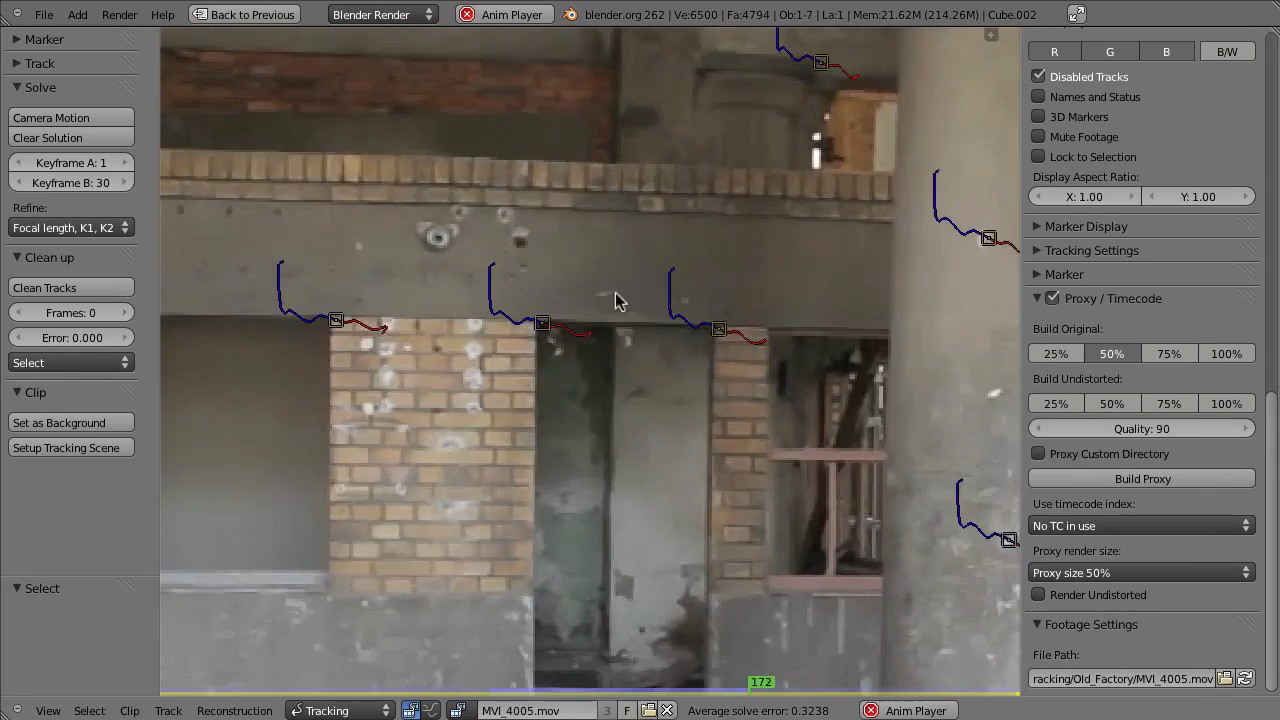 File Add Render Help Back to Previous Blender Render Anim Player blender.org 262 | Ve:6500 | Fa:4794 | Ob:1-7 | La:1 | Mem:21.62M (214.26M) | Cube.002
Marker
Track
Solve
Camera Motion
Clear Solution
Keyframe A: 1
Keyframe B: 30
Refine:
Focal length, K1, K2
Clean up
Clean Tracks
Frames: 0
Error: 0.000
Select
Clip
Set as Background
Setup Tracking Scene
Select
172
R G B B/W
Disabled Tracks
Names and Status
3D Markers
Mute Footage
Lock to Selection
Display Aspect Ratio:
X: 1.00 Y: 1.00
Marker Display
Tracking Settings
Marker
Proxy / Timecode
Build Original:
25% 50% 75% 100%
Build Undistorted:
25% 50% 75% 100%
Quality: 90
Proxy Custom Directory
Build Proxy
Use timecode index:
No TC in use
Proxy render size:
Proxy size 50%
Render Undistorted
Footage Settings
File Path:
racking/Old_Factory/MVI_4005.mov
View Select Clip Track Reconstruction Tracking MVI_4005.mov 3 F Average solve error: 0.3238 Anim Player